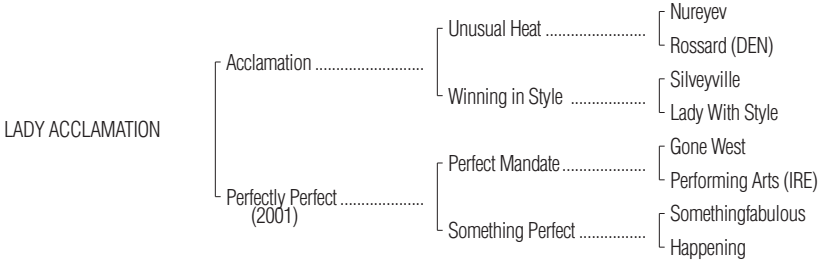 Nureyev
Unusual Heat ........................
Rossard (DEN)
Acclamation ..........................
Silveyville
Winning in Style ..................
Lady With Style
LADY ACCLAMATION
Gone West
Perfect Mandate....................
Performing Arts (IRE)
Perfectly Perfect ....................
(2001)
Somethingfabulous
Something Perfect ................
Happening